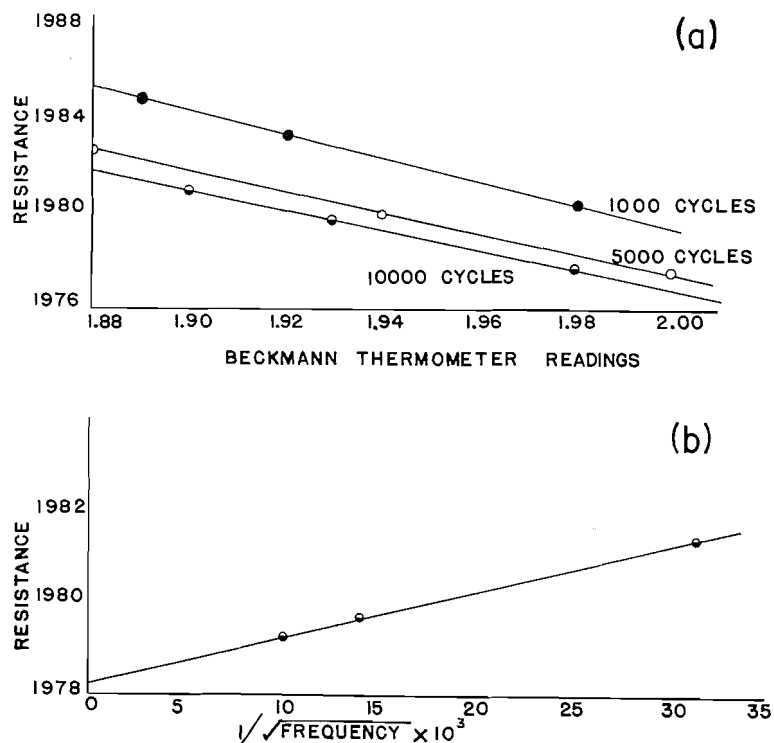 (a)
1988
1984
1980
1976
RESISTANCE
1000 CYCLES
5000 CYCLES
10000 CYCLES
1.88 1.90 1.92 1.94 1.96 1.98 2.00
BECKMANN THERMOMETER READINGS
(b)
1982
1980
1978
RESISTANCE
0 5 10 15 20 25 30 35
1/√FREQUENCY × 10³